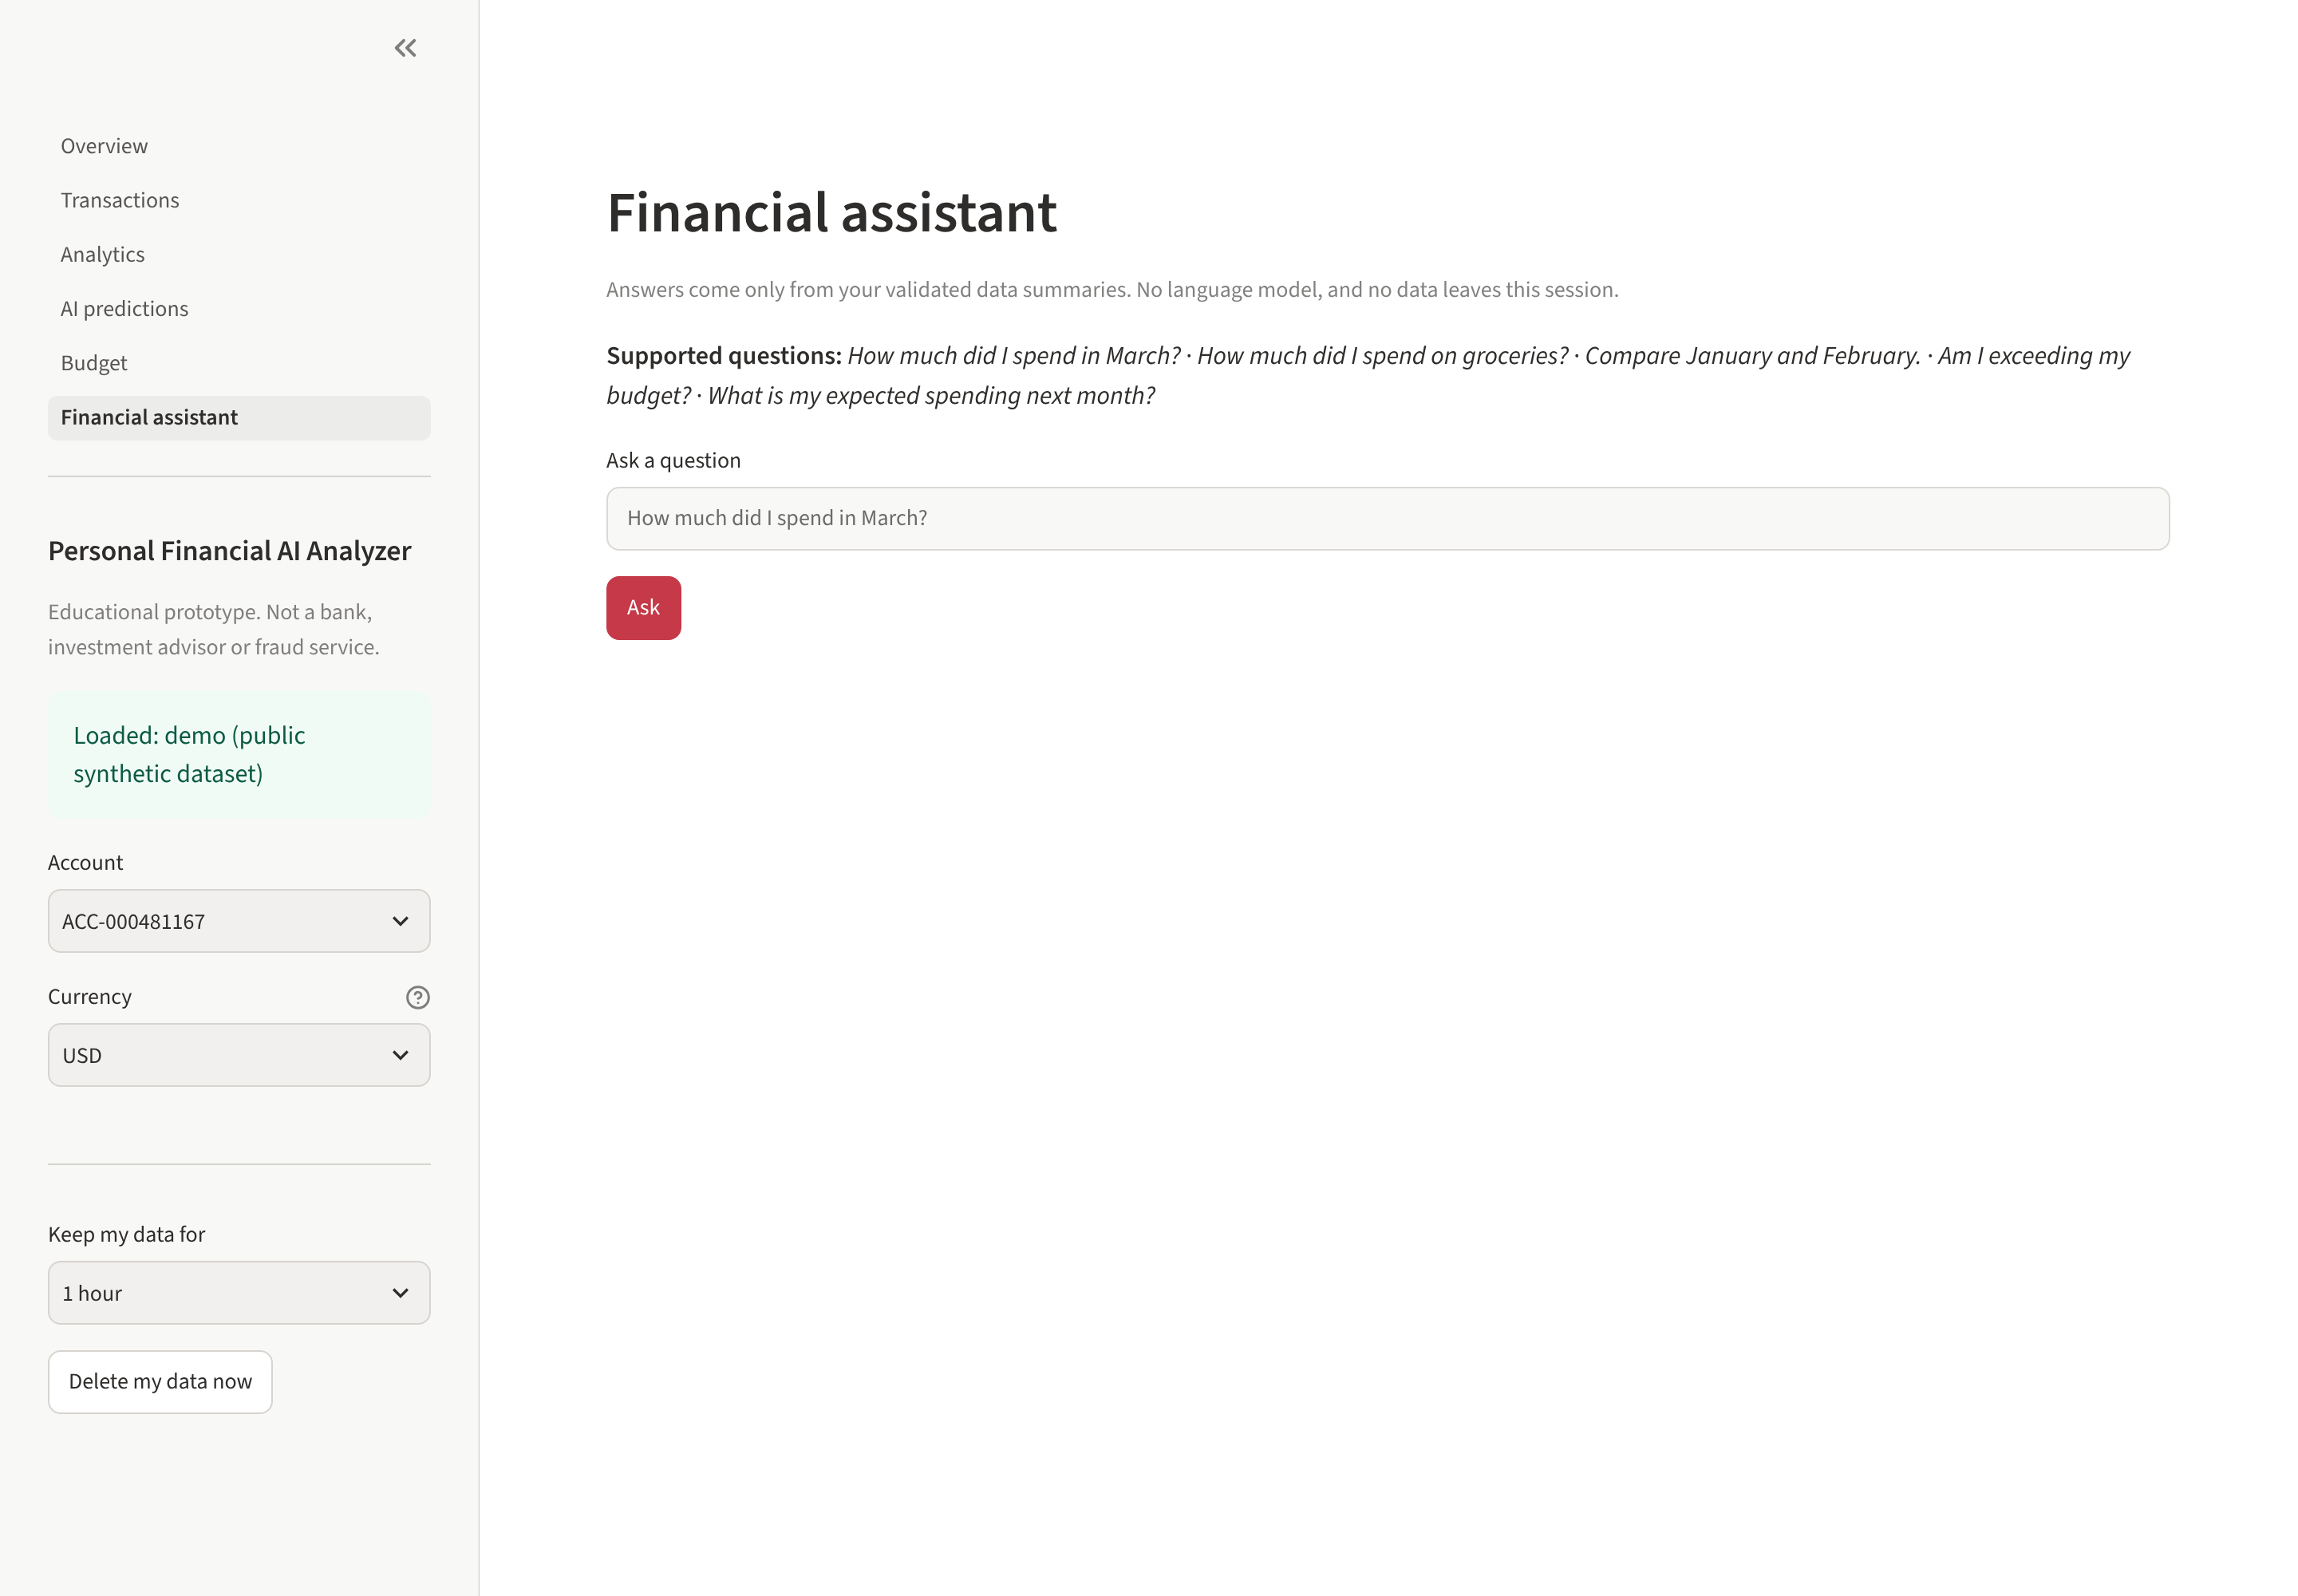 Overview
Transactions
Analytics
AI predictions
Budget
Financial assistant
Personal Financial AI Analyzer
Educational prototype. Not a bank,
investment advisor or fraud service.
Loaded: demo (public
synthetic dataset)
Account
ACC-000481167
Currency
USD
Keep my data for
1 hour
Delete my data now
Financial assistant
Answers come only from your validated data summaries. No language model, and no data leaves this session.
Supported questions: How much did I spend in March? · How much did I spend on groceries? · Compare January and February. · Am I exceeding my
budget? · What is my expected spending next month?
Ask a question
How much did I spend in March?
Ask